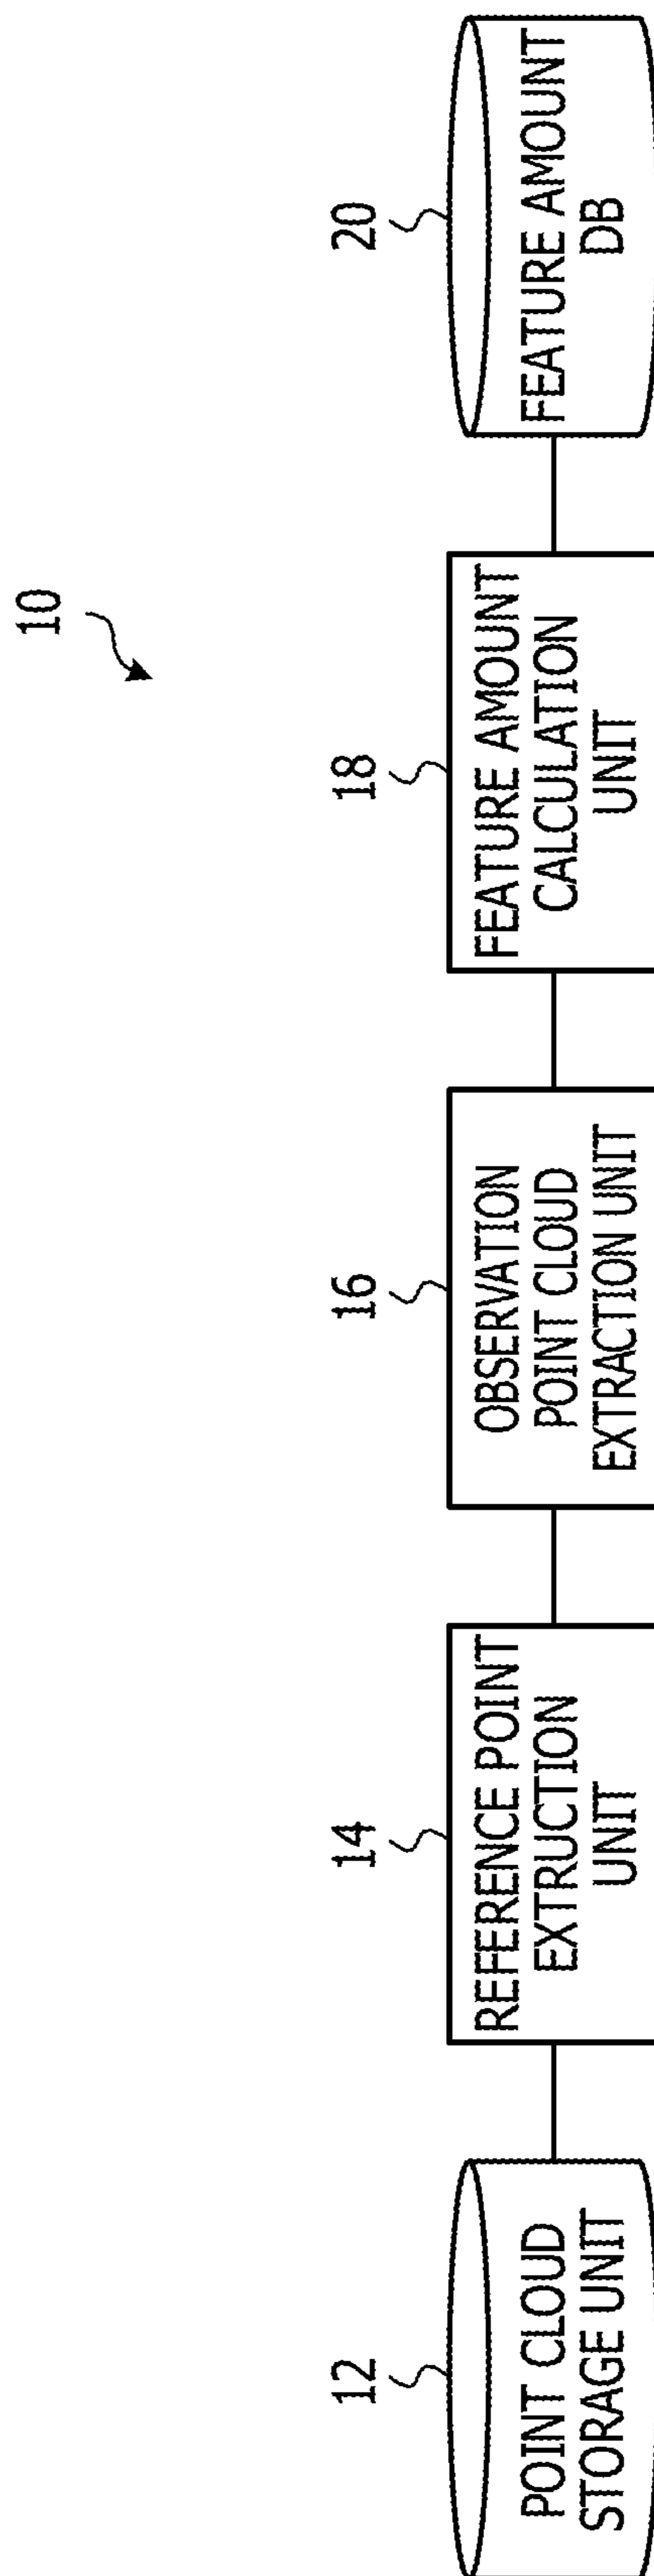 10
12
POINT CLOUD
STORAGE UNIT
14
REFERENCE POINT
EXTRUCTION
UNIT
16
OBSERVATION
POINT CLOUD
EXTRACTION UNIT
18
FEATURE AMOUNT
CALCULATION
UNIT
20
FEATURE AMOUNT
DB